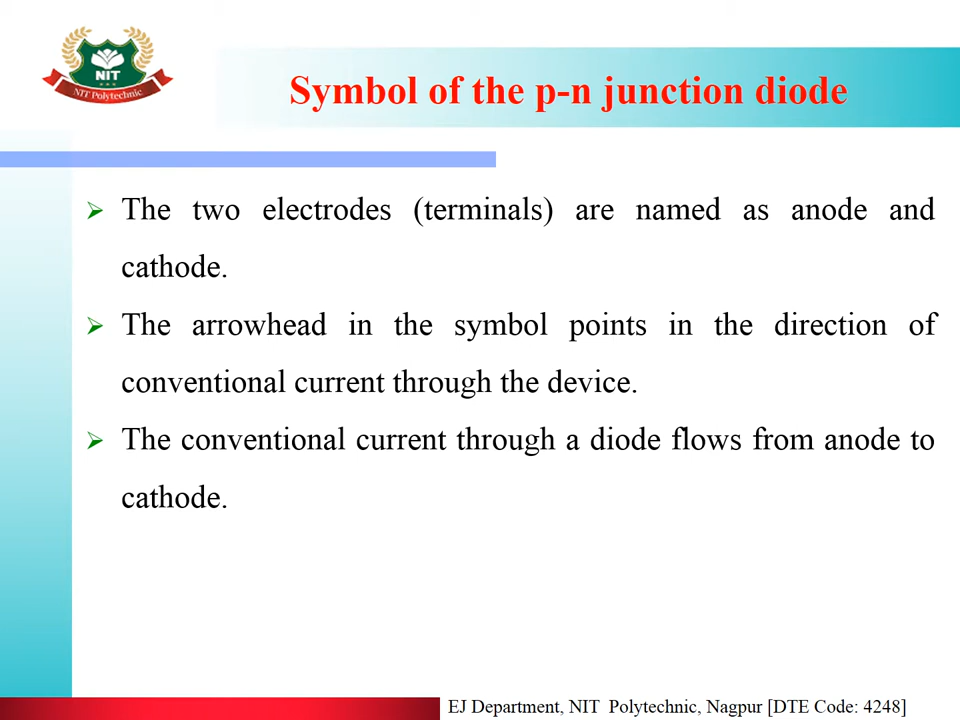 NIT
NIT Polytechnic
Symbol of the p-n junction diode
The two electrodes (terminals) are named as anode and
cathode.
The arrowhead in the symbol points in the direction of
conventional current through the device.
The conventional current through a diode flows from anode to
cathode.
EJ Department, NIT Polytechnic, Nagpur [DTE Code: 4248]